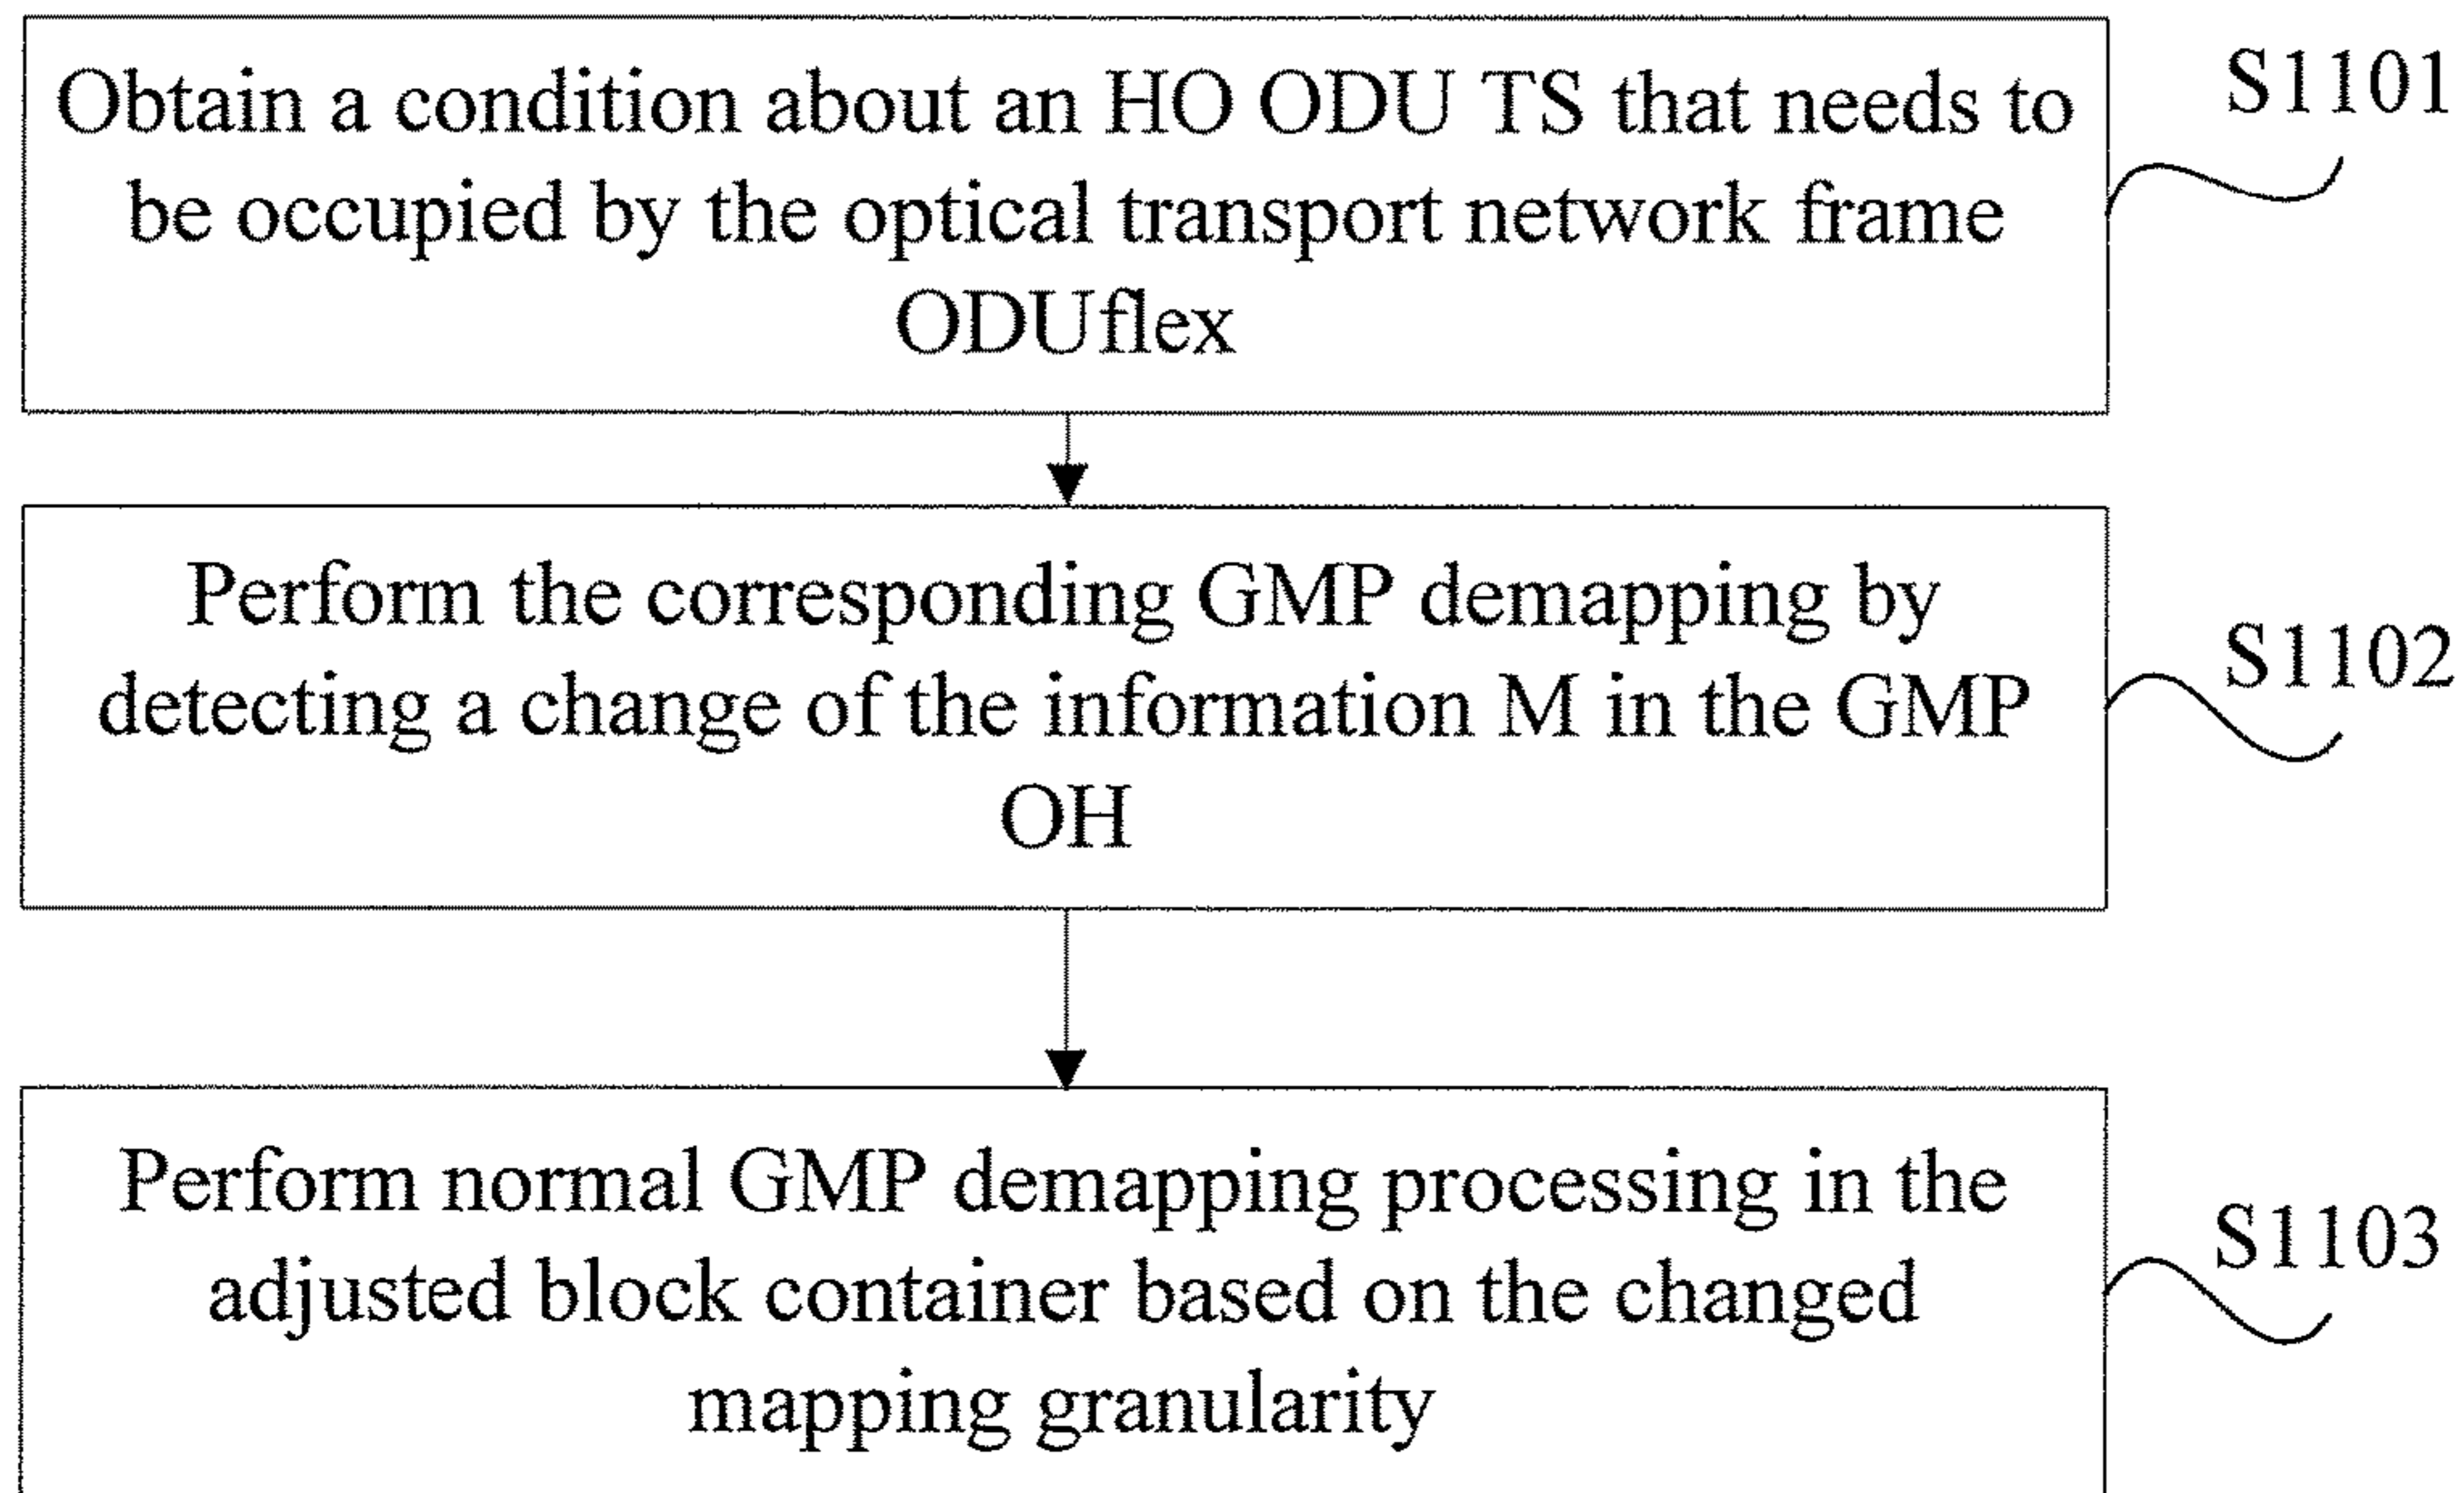 Obtain a condition about an HO ODU TS that needs to
be occupied by the optical transport network frame
ODUflex
S1101
Perform the corresponding GMP demapping by
detecting a change of the information M in the GMP
OH
S1102
Perform normal GMP demapping processing in the
adjusted block container based on the changed
mapping granularity
S1103